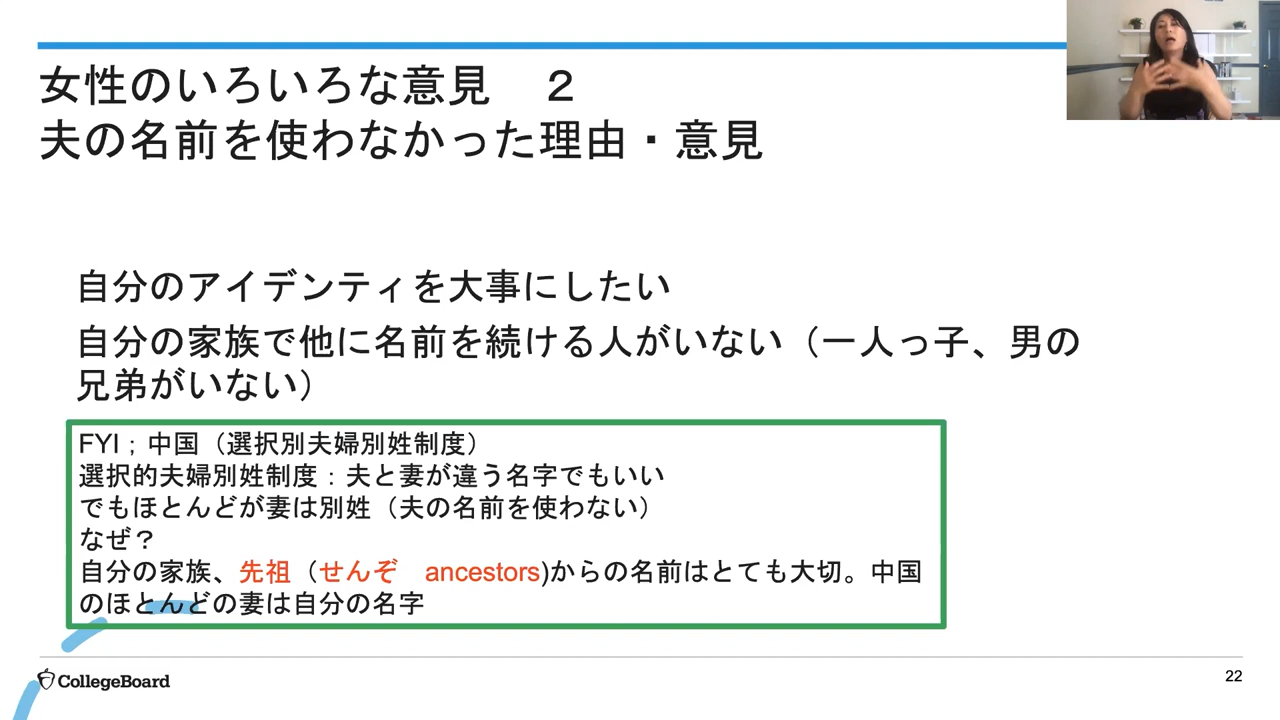 女性のいろいろな意見　２
夫の名前を使わなかった理由・意見
自分のアイデンティを大事にしたい
自分の家族で他に名前を続ける人がいない（一人っ子、男の
兄弟がいない）
FYI；中国（選択別夫婦別姓制度）
選択的夫婦別姓制度：夫と妻が違う名字でもいい
でもほとんどが妻は別姓（夫の名前を使わない）
なぜ？
自分の家族、先祖（せんぞ　ancestors)からの名前はとても大切。中国
のほとんどの妻は自分の名字
CollegeBoard
22